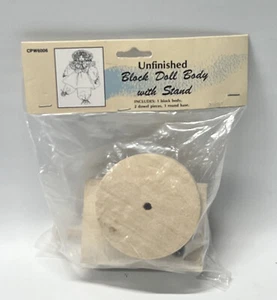 CPW6006
Unfinished
Block Doll Body
with Stand
INCLUDES: 1 block body,
2 dowel pieces, 1 round base.